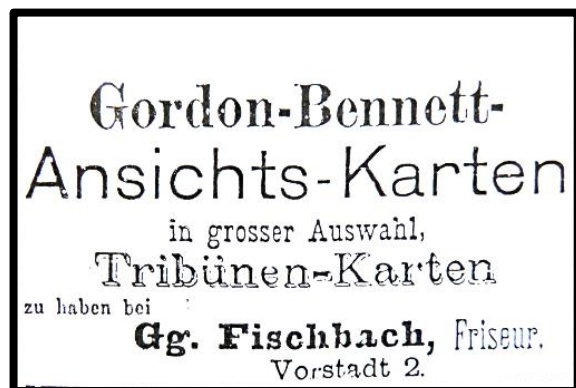 Gordon-Bennett-
Ansichts-Karten
in grosser Auswahl,
Tribünen-Karten
zu haben bei
Gg. Fischbach, Friseur.
Vorstadt 2.